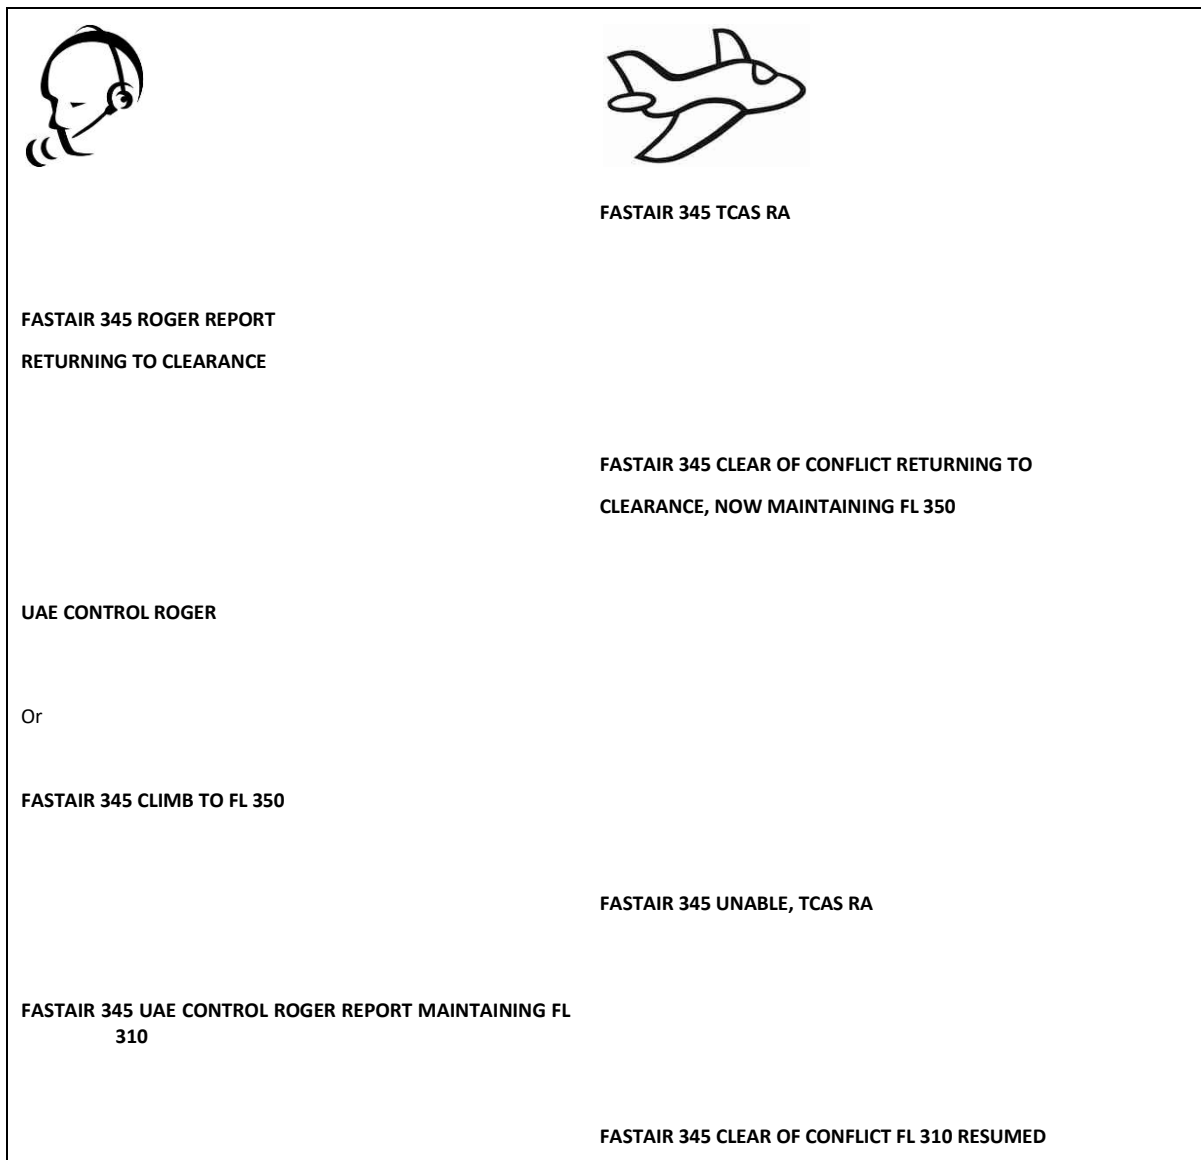 FASTAIR 345 TCAS RA
FASTAIR 345 ROGER REPORT
RETURNING TO CLEARANCE
FASTAIR 345 CLEAR OF CONFLICT RETURNING TO
CLEARANCE, NOW MAINTAINING FL 350
UAE CONTROL ROGER
Or
FASTAIR 345 CLIMB TO FL 350
FASTAIR 345 UNABLE, TCAS RA
FASTAIR 345 UAE CONTROL ROGER REPORT MAINTAINING FL
310
FASTAIR 345 CLEAR OF CONFLICT FL 310 RESUMED